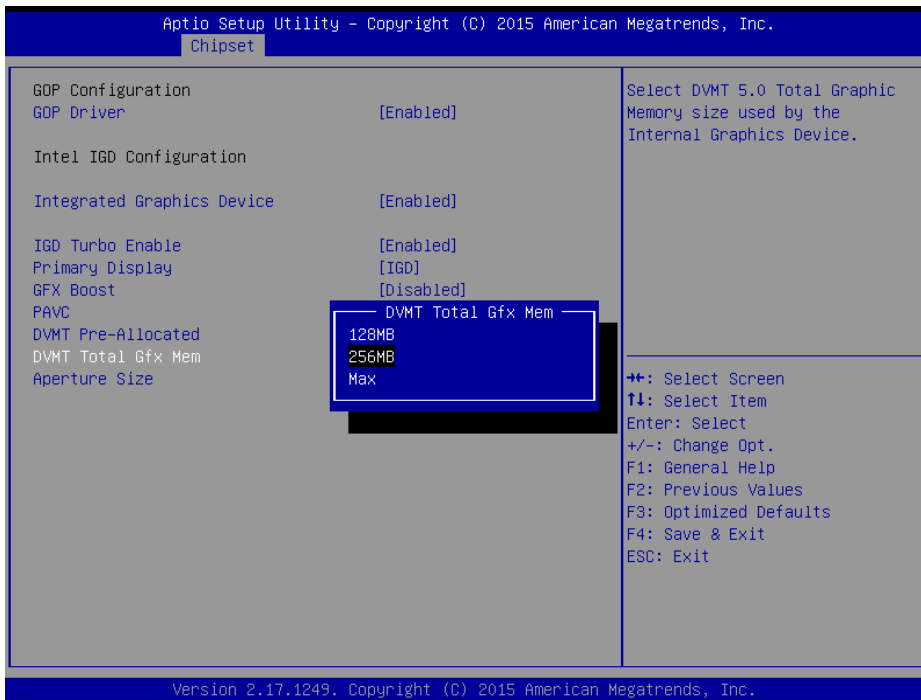 Aptio Setup Utility – Copyright (C) 2015 American Megatrends, Inc.
Chipset
GOP Configuration
GOP Driver [Enabled]
Intel IGD Configuration
Integrated Graphics Device [Enabled]
IGD Turbo Enable [Enabled]
Primary Display [IGD]
GFX Boost [Disabled]
PAVC
DVMT Pre-Allocated
DVMT Total Gfx Mem
Aperture Size
DVMT Total Gfx Mem
128MB
256MB
Max
Select DVMT 5.0 Total Graphic
Memory size used by the
Internal Graphics Device.
→←: Select Screen
↑↓: Select Item
Enter: Select
+/-: Change Opt.
F1: General Help
F2: Previous Values
F3: Optimized Defaults
F4: Save & Exit
ESC: Exit
Version 2.17.1249. Copyright (C) 2015 American Megatrends, Inc.